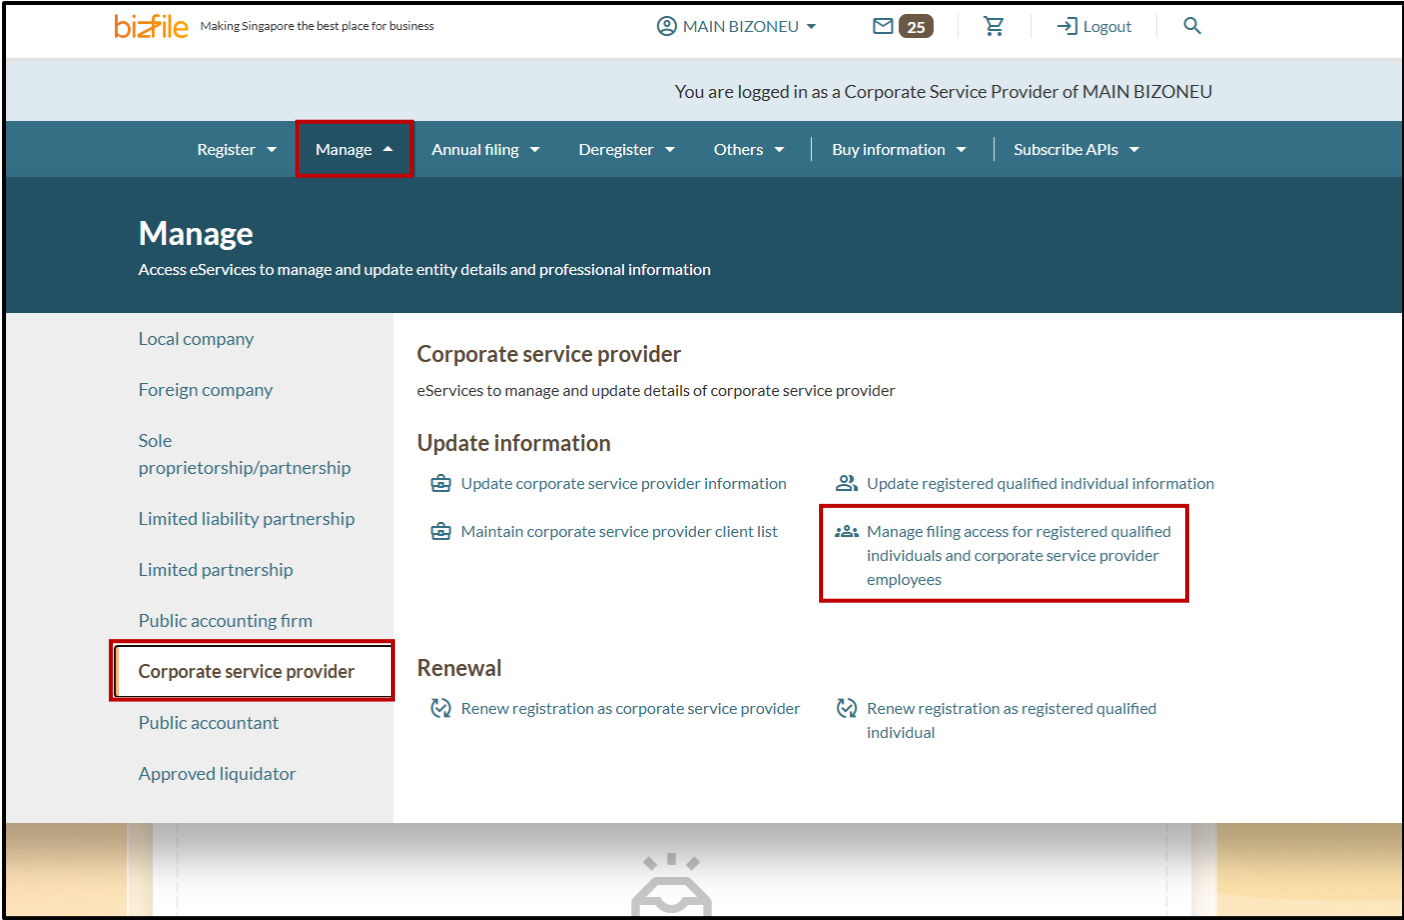 bizfile Making Singapore the best place for business MAIN BIZONEU 25 Logout
You are logged in as a Corporate Service Provider of MAIN BIZONEU
Register Manage Annual filing Deregister Others Buy information Subscribe APIs
Manage
Access eServices to manage and update entity details and professional information
Local company
Foreign company
Sole
proprietorship/partnership
Limited liability partnership
Limited partnership
Public accounting firm
Corporate service provider
Public accountant
Approved liquidator
Corporate service provider
eServices to manage and update details of corporate service provider
Update information
Update corporate service provider information
Update registered qualified individual information
Maintain corporate service provider client list
Manage filing access for registered qualified
individuals and corporate service provider
employees
Renewal
Renew registration as corporate service provider
Renew registration as registered qualified
individual